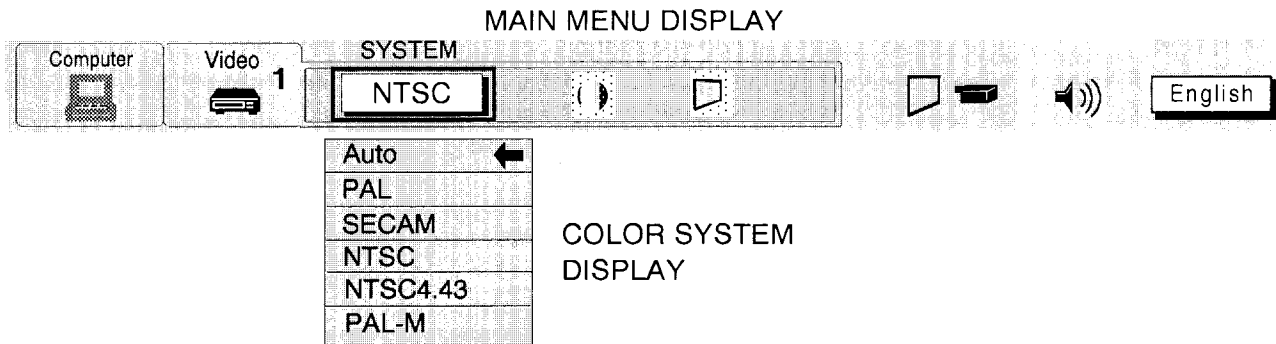 MAIN MENU DISPLAY
Computer
Video
1
SYSTEM
NTSC
English
Auto
PAL
SECAM
NTSC
NTSC4.43
PAL-M
COLOR SYSTEM
DISPLAY